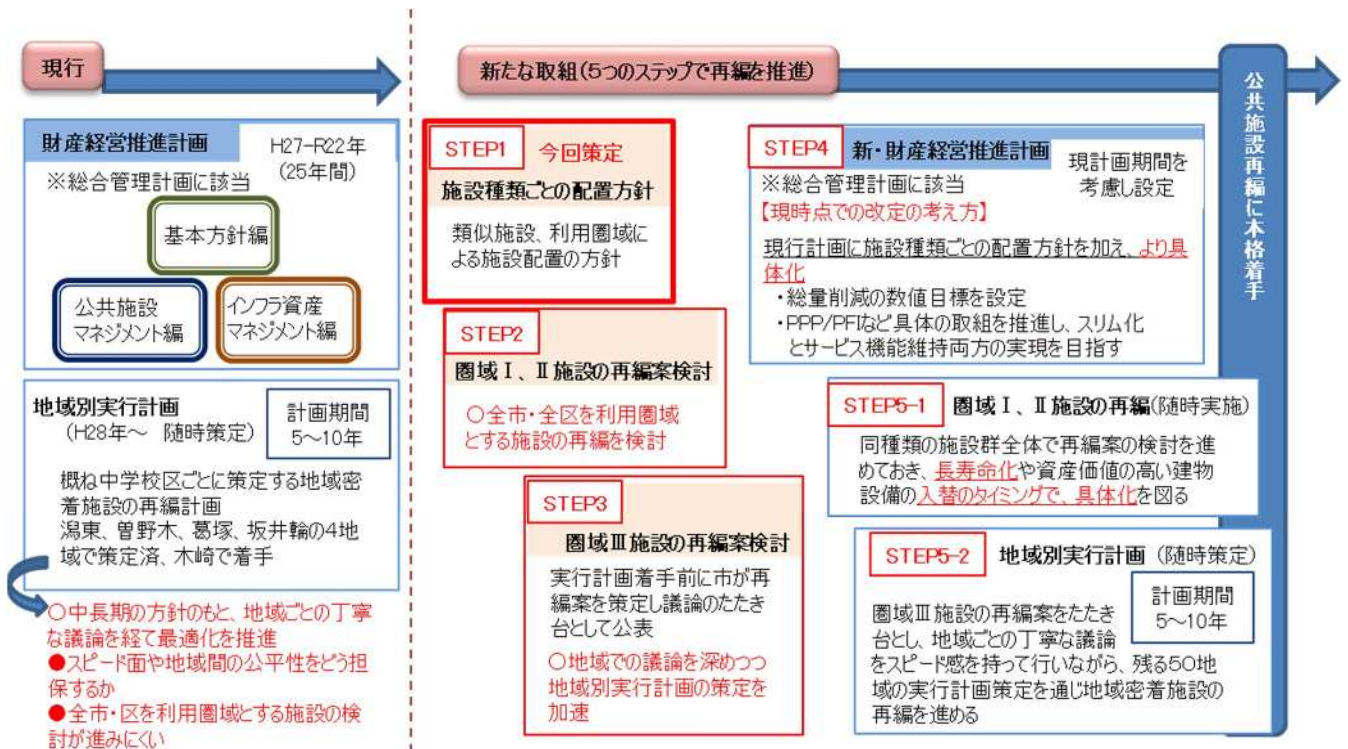 現行
財産経営推進計画
H27-R22年
(25年間)
※総合管理計画に該当
基本方針編
公共施設
マネジメント編
インフラ資産
マネジメント編
地域別実行計画
(H28年～ 随時策定)
計画期間
5～10年
概ね中学校区ごとに策定する地域密
着施設の再編計画
潟東、曽野木、葛塚、坂井輪の4地
域で策定済、木崎で着手
○中長期の方針のもと、地域ごとの丁寧
な議論を経て最適化を推進
●スピード面や地域間の公平性をどう担
保するか
●全市・区を利用圏域とする施設の検
討が進みにくい
新たな取組(5つのステップで再編を推進)
STEP1
今回策定
施設種類ごとの配置方針
類似施設、利用圏域に
よる施設配置の方針
STEP2
圏域Ⅰ、Ⅱ施設の再編案検討
○全市・全区を利用圏域
とする施設の再編を検討
STEP3
圏域Ⅲ施設の再編案検討
実行計画着手前に市が再
編案を策定し議論のたたき
台として公表
○地域での議論を深めつつ
地域別実行計画の策定を
加速
STEP4
新・財産経営推進計画
現計画期間を
考慮し設定
※総合管理計画に該当
【現時点での改定の考え方】
現行計画に施設種類ごとの配置方針を加え、より具
体化
・総量削減の数値目標を設定
・PPP/PFIなど具体の取組を推進し、スリム化
とサービス機能維持両方の実現を目指す
STEP5-1
圏域Ⅰ、Ⅱ施設の再編(随時実施)
同種類の施設群全体で再編案の検討を進
めておき、長寿命化や資産価値の高い建物
設備の入替のタイミングで、具体化を図る
STEP5-2
地域別実行計画 (随時策定)
計画期間
5～10年
圏域Ⅲ施設の再編案をたたき
台とし、地域ごとの丁寧な議論
をスピード感を持って行いながら、残る50地
域の実行計画策定を通じ地域密着施設の
再編を進める
公共施設再編に本格着手